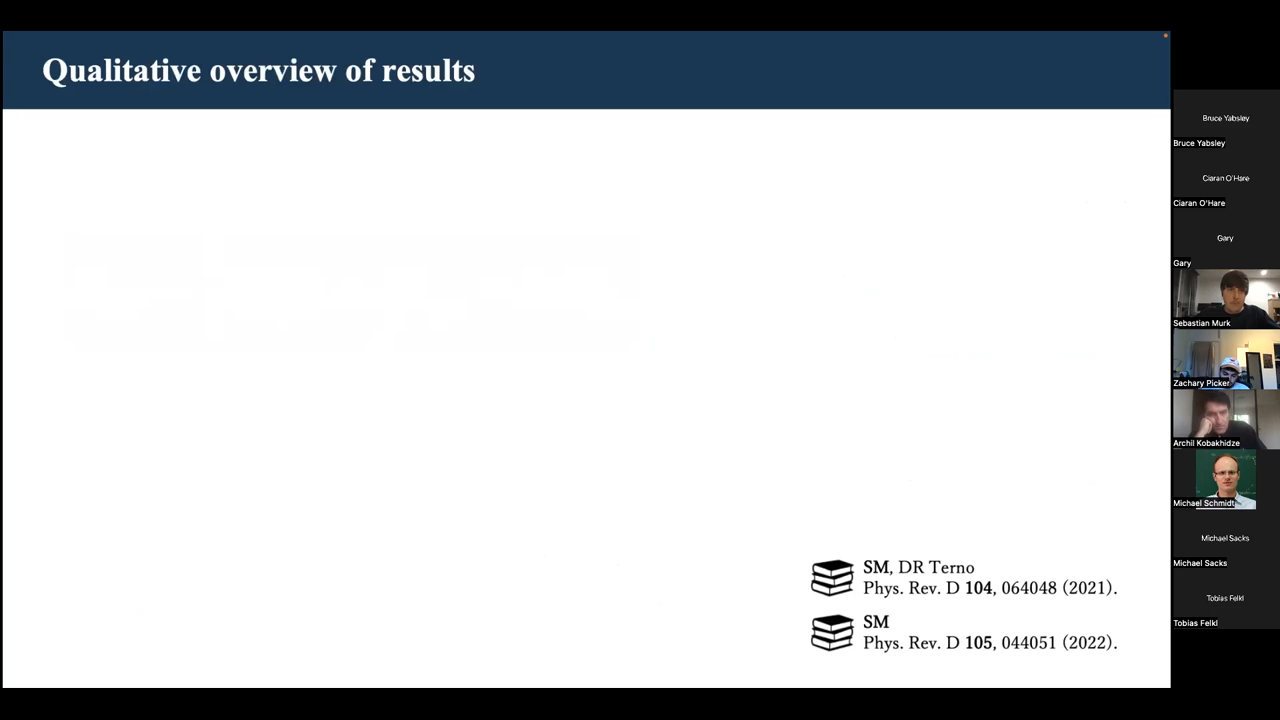 Qualitative overview of results
SM, DR Terno
Phys. Rev. D 104, 064048 (2021).
SM
Phys. Rev. D 105, 044051 (2022).
Bruce Yabsley
Bruce Yabsley
Ciaran O'Hare
Ciaran O'Hare
Gary
Gary
Sebastian Murk
Zachary Picker
Archil Kobakhidze
Michael Schmidt
Michael Sacks
Michael Sacks
Tobias Felkl
Tobias Felkl